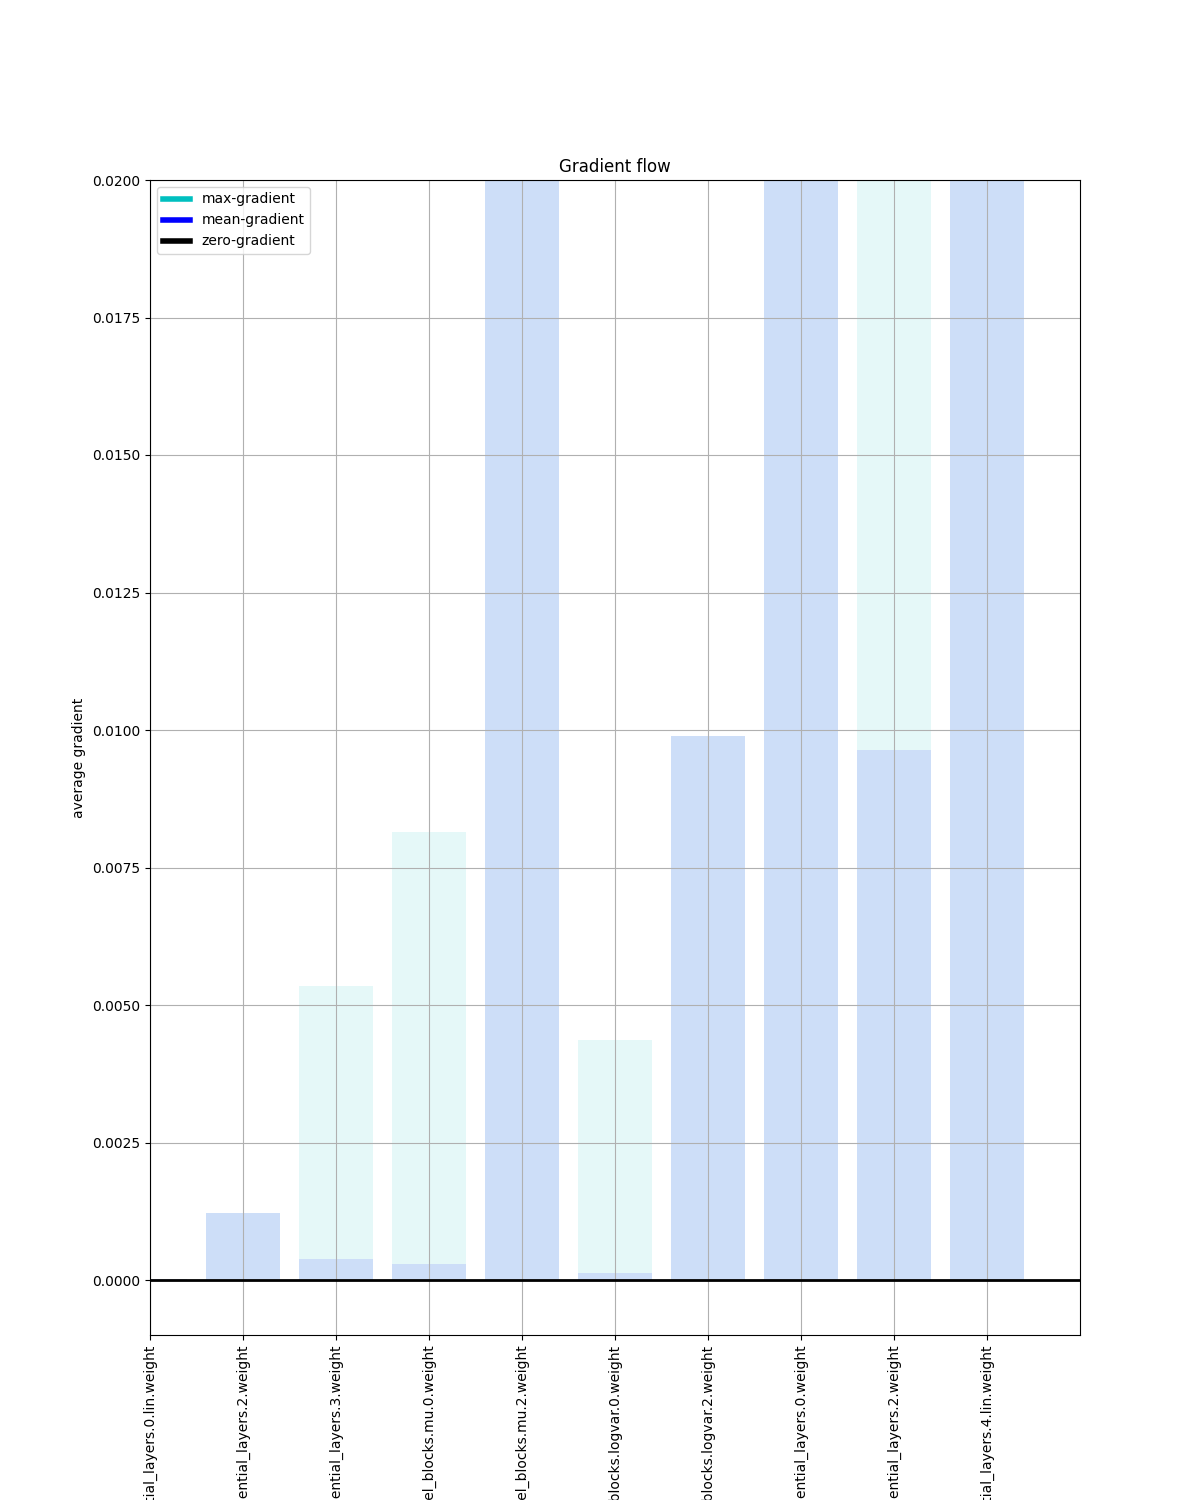 Gradient flow
max-gradient
mean-gradient
zero-gradient
0.0200
0.0175
0.0150
0.0125
0.0100
0.0075
0.0050
0.0025
0.0000
average gradient
tial_layers.0.lin.weight
ential_layers.2.weight
ential_layers.3.weight
el_blocks.mu.0.weight
el_blocks.mu.2.weight
blocks.logvar.0.weight
blocks.logvar.2.weight
ential_layers.0.weight
ential_layers.2.weight
tial_layers.4.lin.weight